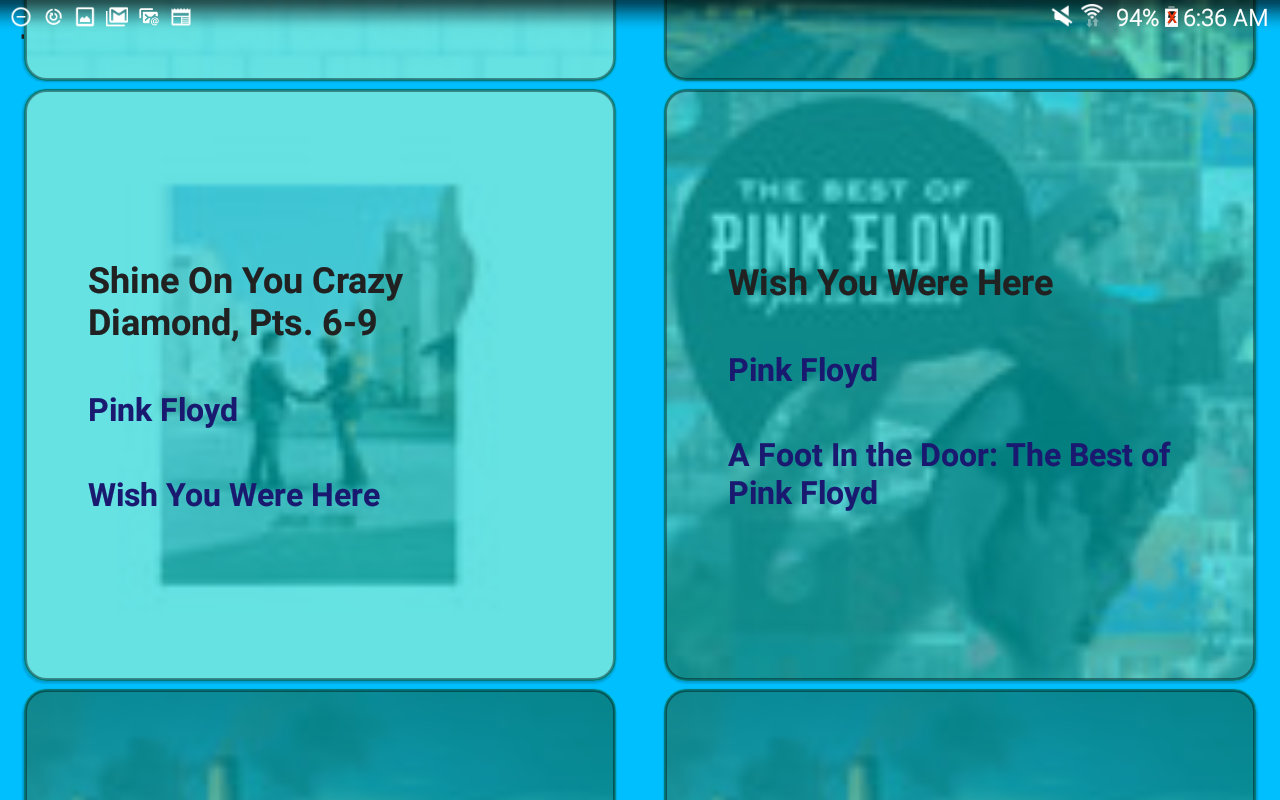 94% 6:36 AM
Shine On You Crazy
Diamond, Pts. 6-9
Pink Floyd
Wish You Were Here
THE BEST OF
PINK FLOYD
Wish You Were Here
Pink Floyd
A Foot In the Door: The Best of
Pink Floyd